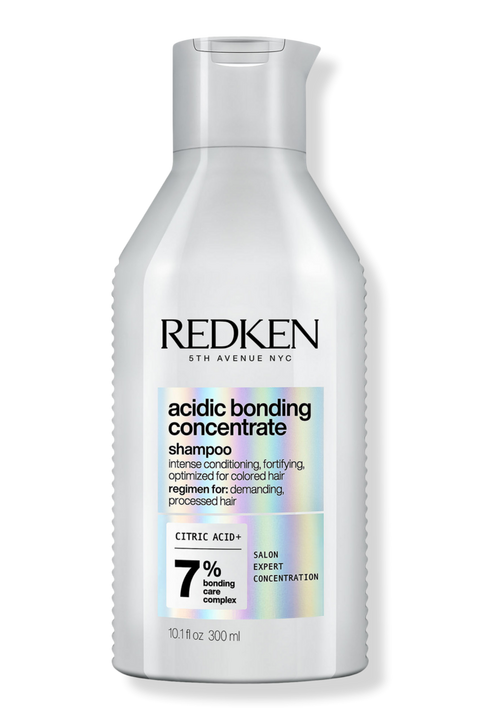 REDKEN
5TH AVENUE NYC
acidic bonding
concentrate
shampoo
intense conditioning, fortifying,
optimized for colored hair
regimen for: demanding,
processed hair
CITRIC ACID+
7%
bonding
care
complex
SALON
EXPERT
CONCENTRATION
10.1 fl oz 300 ml